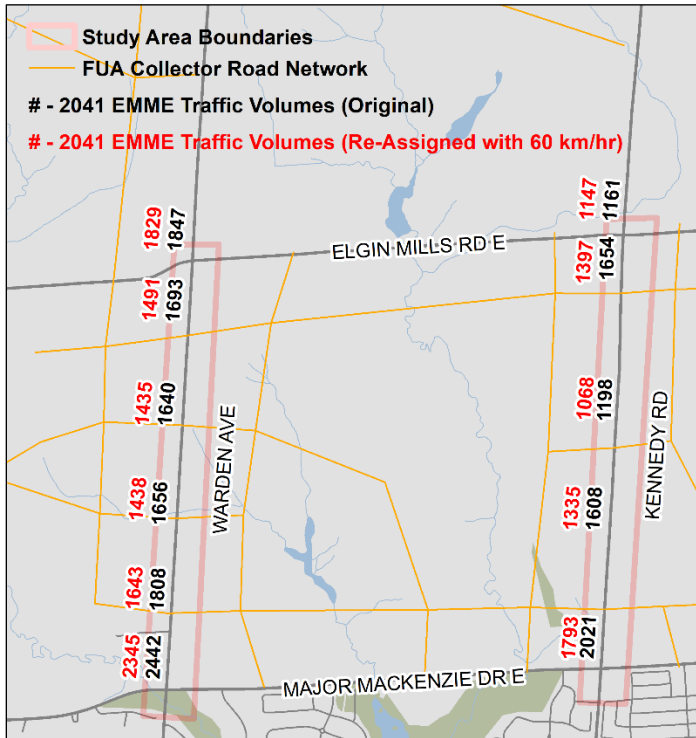 Study Area Boundaries
FUA Collector Road Network
# - 2041 EMME Traffic Volumes (Original)
# - 2041 EMME Traffic Volumes (Re-Assigned with 60 km/hr)
1829
1847
1147
1161
ELGIN MILLS RD E
1491
1693
1397
1654
1435
1640
WARDEN AVE
1068
1198
KENNEDY RD
1438
1656
1335
1608
1643
1808
2345
2442
1793
2021
MAJOR MACKENZIE DR E